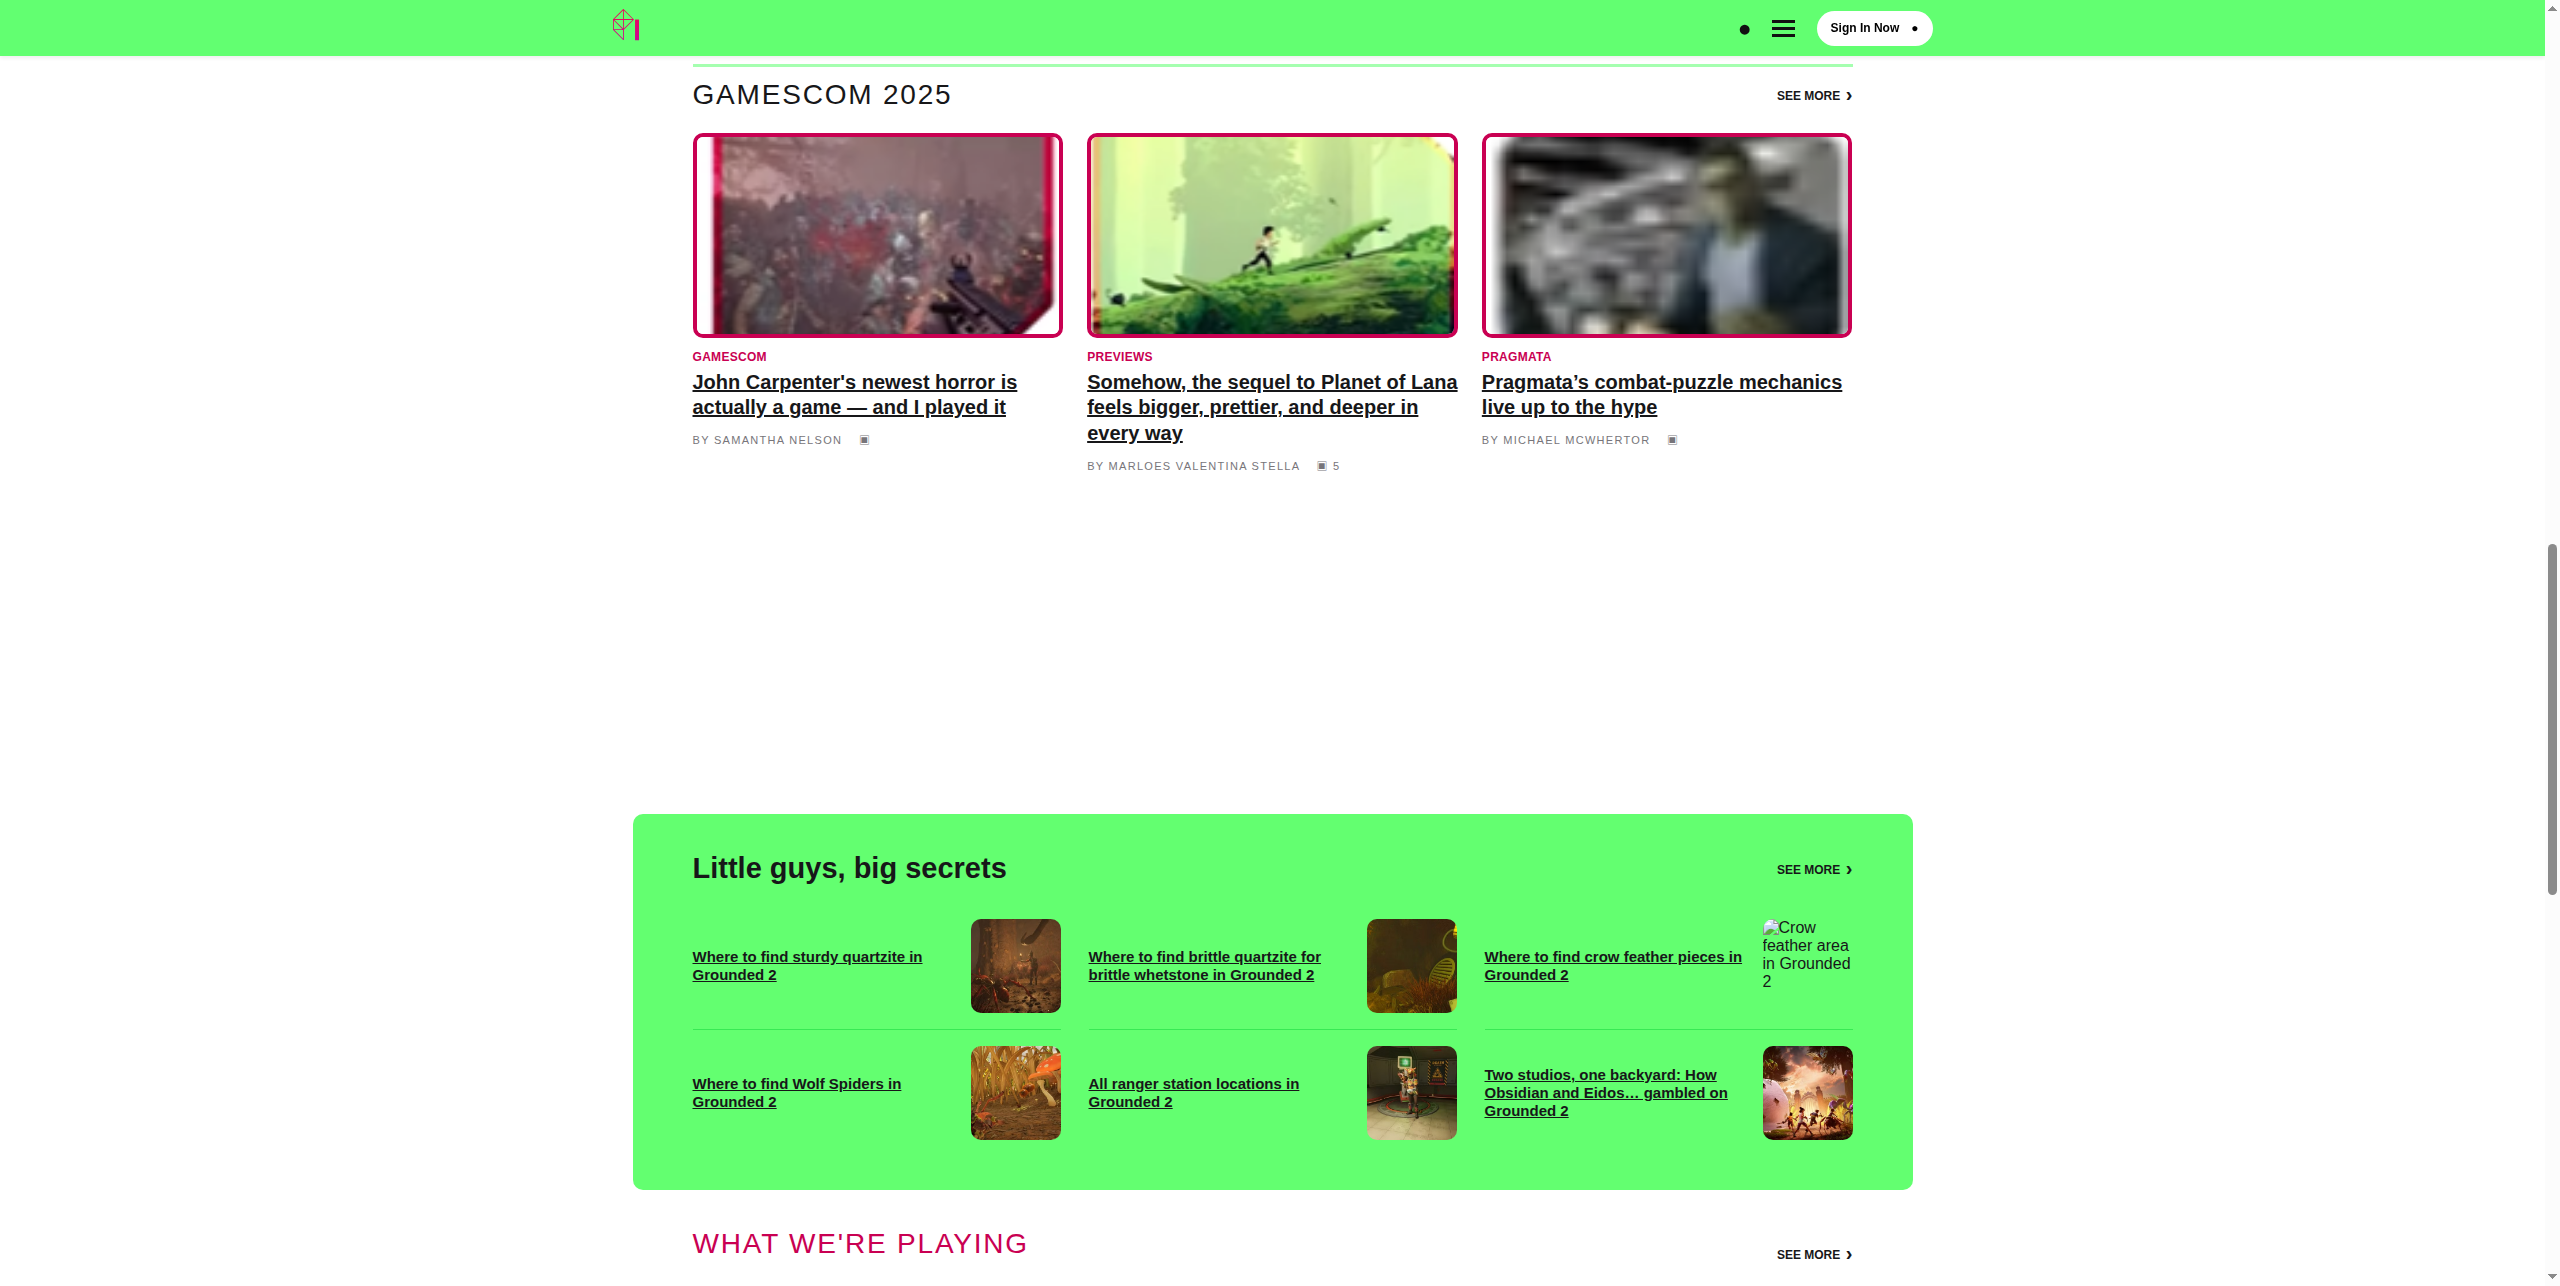 Sign In Now
GAMESCOM 2025
SEE MORE
GAMESCOM
John Carpenter's newest horror is
actually a game — and I played it
BY SAMANTHA NELSON
PREVIEWS
Somehow, the sequel to Planet of Lana
feels bigger, prettier, and deeper in
every way
BY MARLOES VALENTINA STELLA 5
PRAGMATA
Pragmata’s combat-puzzle mechanics
live up to the hype
BY MICHAEL MCWHERTOR
Little guys, big secrets
SEE MORE
Where to find sturdy quartzite in
Grounded 2
Where to find brittle quartzite for
brittle whetstone in Grounded 2
Where to find crow feather pieces in
Grounded 2
Crow
feather area
in Grounded
2
Where to find Wolf Spiders in
Grounded 2
All ranger station locations in
Grounded 2
Two studios, one backyard: How
Obsidian and Eidos… gambled on
Grounded 2
WHAT WE'RE PLAYING
SEE MORE